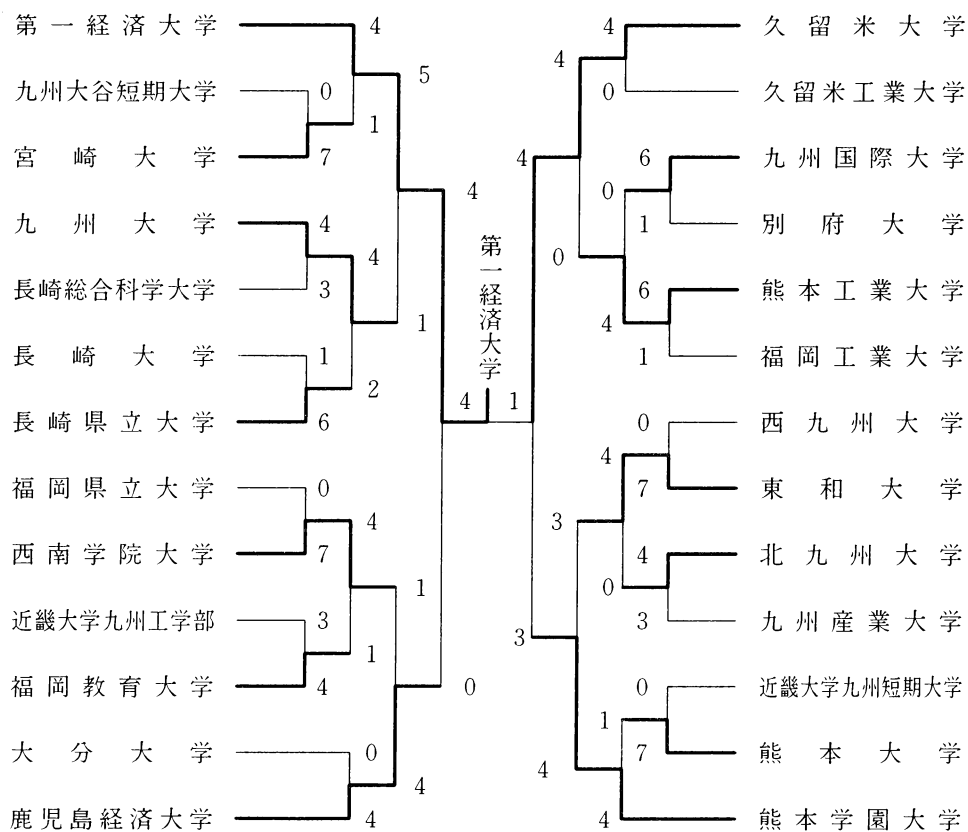 第一経済大学
九州大谷短期大学
宮崎大学
九州大学
長崎総合科学大学
長崎大学
長崎県立大学
福岡県立大学
西南学院大学
近畿大学九州工学部
福岡教育大学
大分大学
鹿児島経済大学
4
0
7
4
3
1
6
0
7
3
4
0
4
1
4
2
4
1
5
1
1
4
4
0
4
第一経済大学
1
4
3
4
0
3
4
4
0
0
4
4
0
1
4
0
6
1
6
1
0
7
4
3
0
7
久留米大学
久留米工業大学
九州国際大学
別府大学
熊本工業大学
福岡工業大学
西九州大学
東和大学
北九州大学
九州産業大学
近畿大学九州短期大学
熊本大学
熊本学園大学